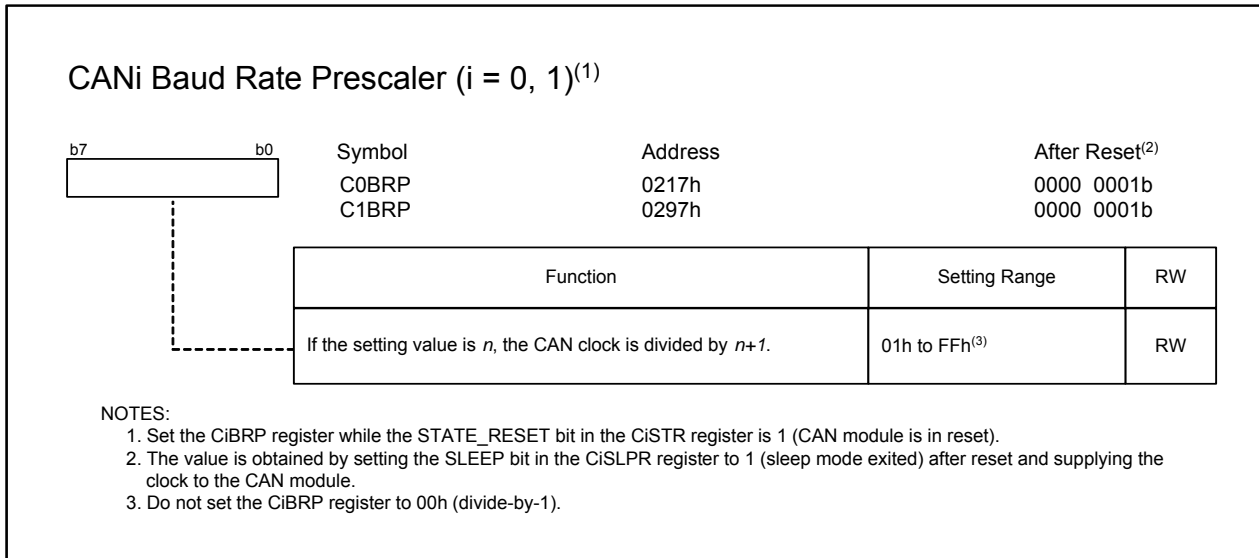 CANi Baud Rate Prescaler (i = 0, 1)(1)
b7 b0 Symbol Address After Reset(2)
C0BRP 0217h 0000 0001b
C1BRP 0297h 0000 0001b
Function Setting Range RW
If the setting value is n, the CAN clock is divided by n+1. 01h to FFh(3) RW
NOTES:
1. Set the CiBRP register while the STATE_RESET bit in the CiSTR register is 1 (CAN module is in reset).
2. The value is obtained by setting the SLEEP bit in the CiSLPR register to 1 (sleep mode exited) after reset and supplying the
clock to the CAN module.
3. Do not set the CiBRP register to 00h (divide-by-1).